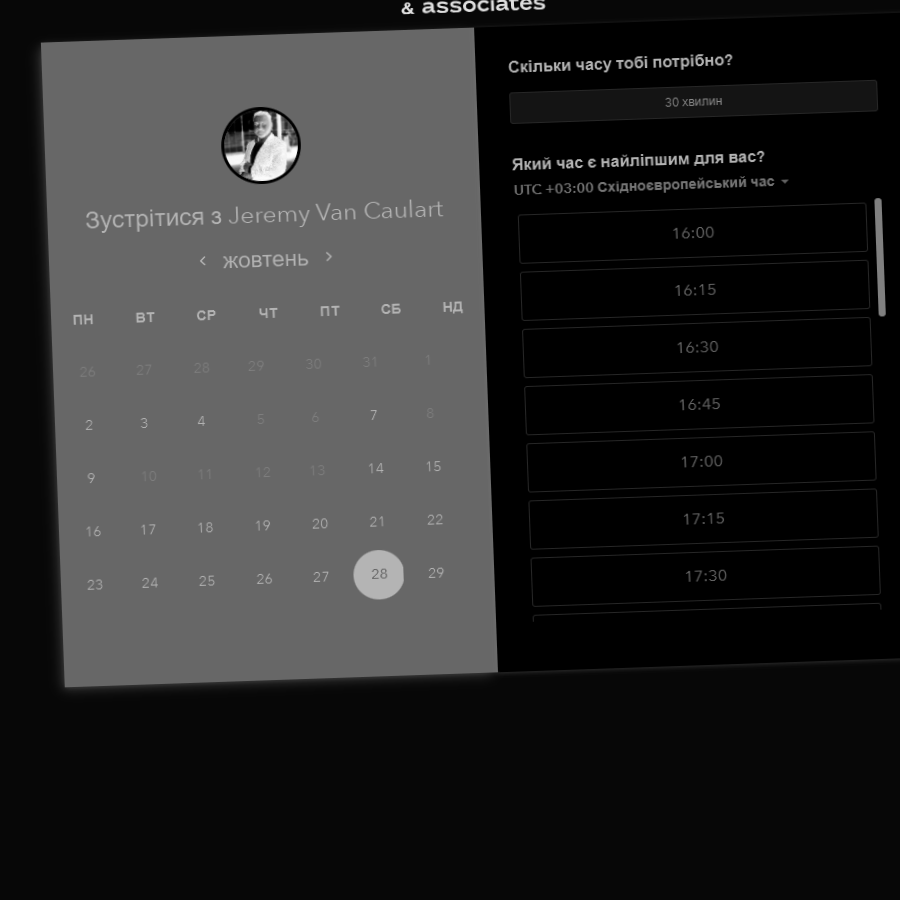 & associates
Зустрітися з Jeremy Van Caulart
жовтень
ПН ВТ СР ЧТ ПТ СБ НД
26 27 28 29 30 31 1
2 3 4 5 6 7 8
9 10 11 12 13 14 15
16 17 18 19 20 21 22
23 24 25 26 27 28 29
Скільки часу тобі потрібно?
30 хвилин
Який час є найліпшим для вас?
UTC +03:00 Східноєвропейський час
16:00
16:15
16:30
16:45
17:00
17:15
17:30